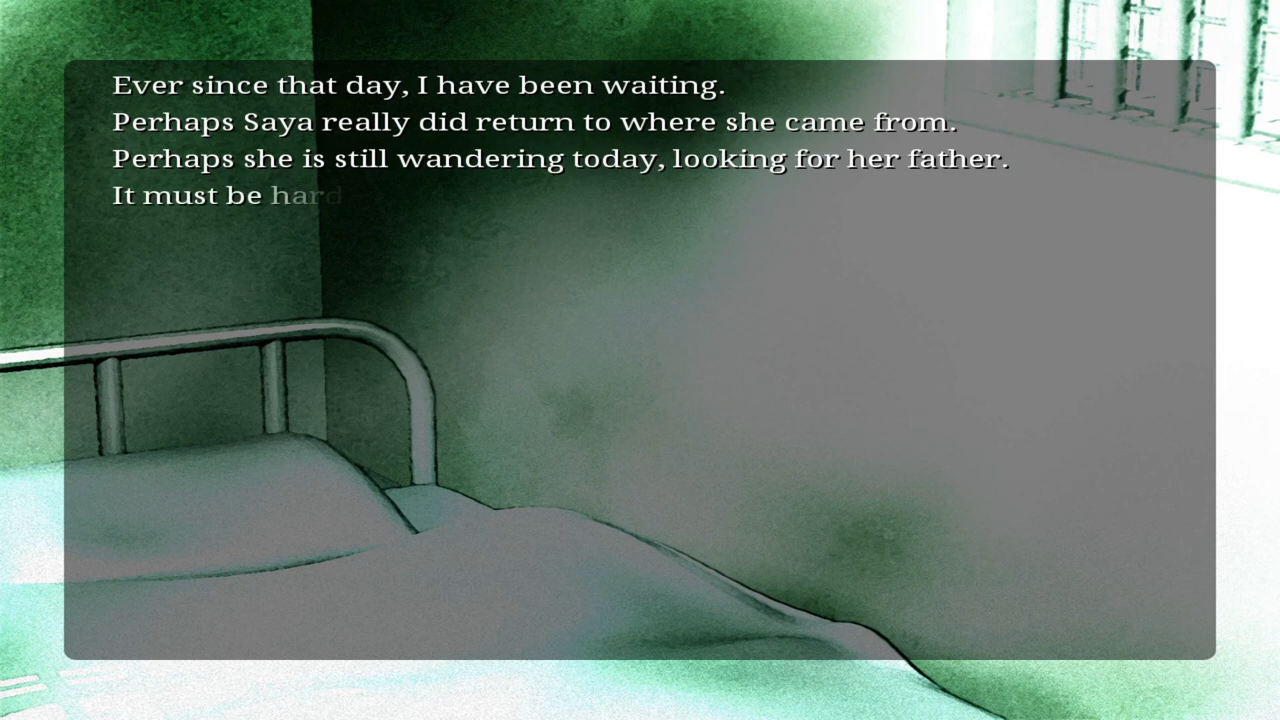 Ever since that day, I have been waiting.
Perhaps Saya really did return to where she came from.
Perhaps she is still wandering today, looking for her father.
It must be hard